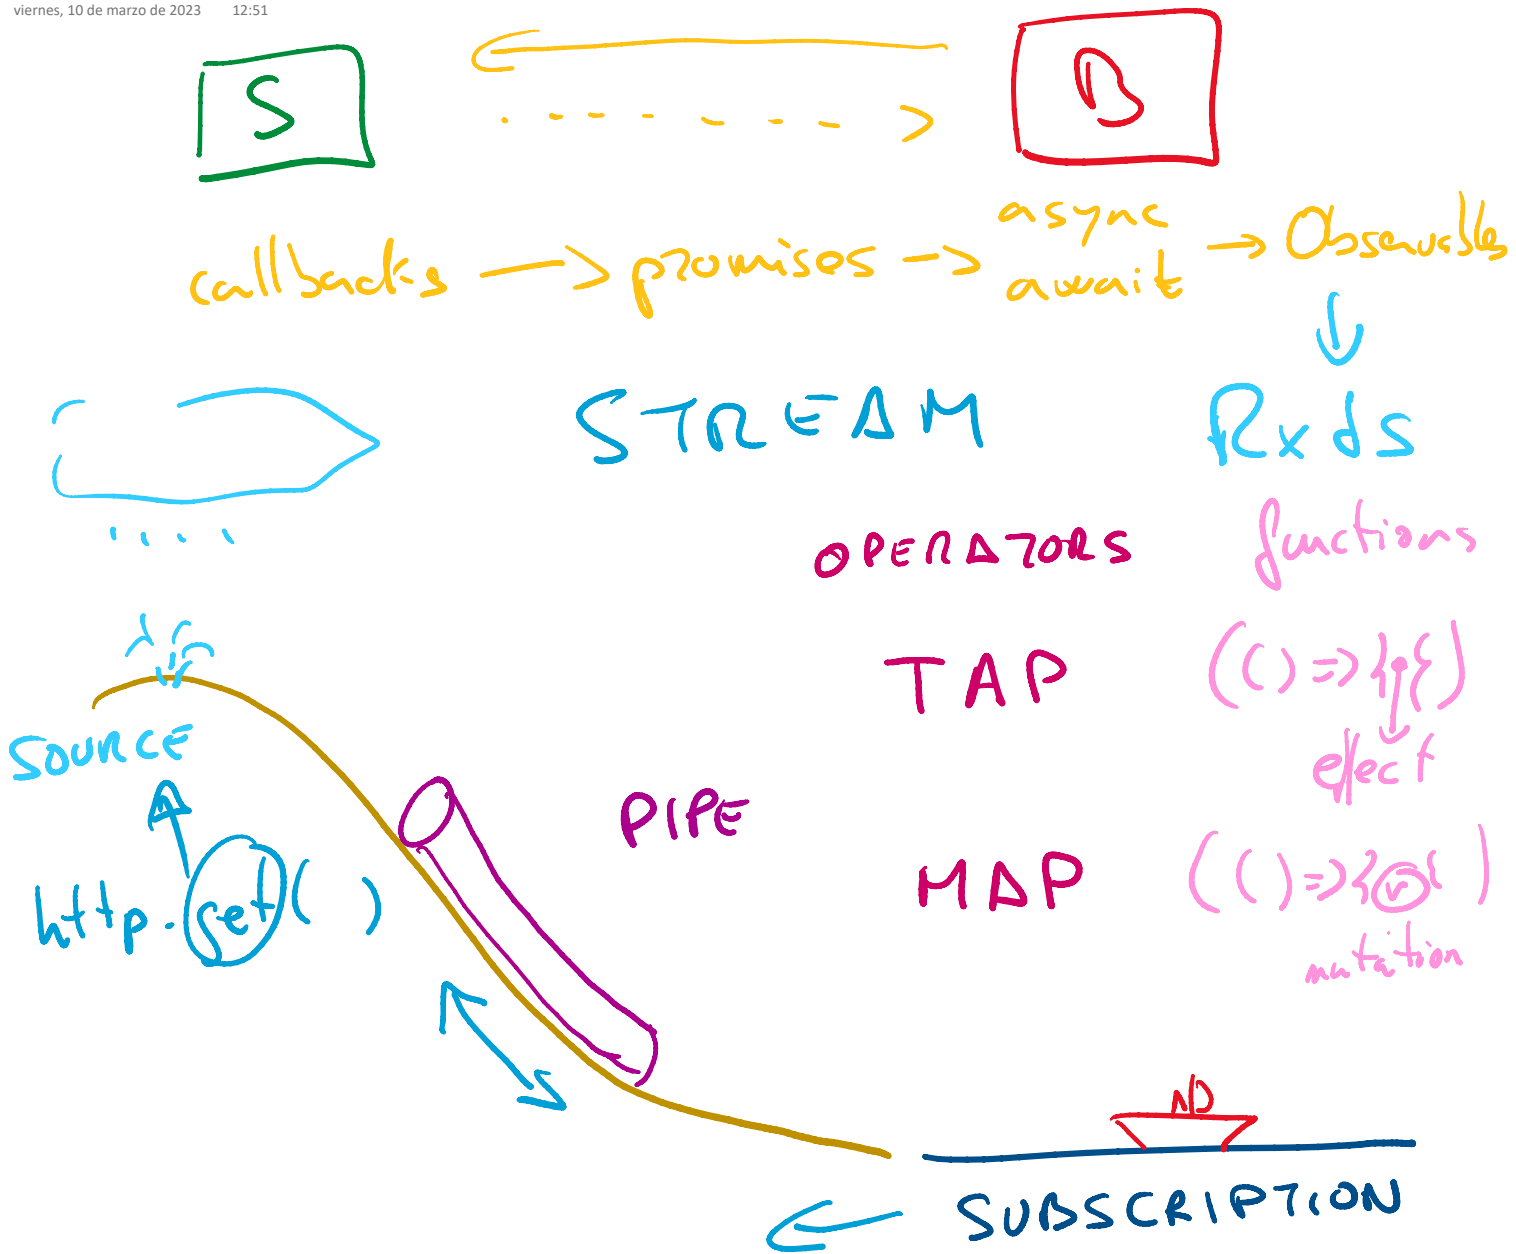 viernes, 10 de marzo de 2023 12:51
S
B
callbacks → promises → async await → Observables
STREAM
RxJS
OPERATORS
functions
TAP
(() => { })
effect
SOURCE
PIPE
MAP
(() => { r { )
mutation
http.get( )
SUBSCRIPTION